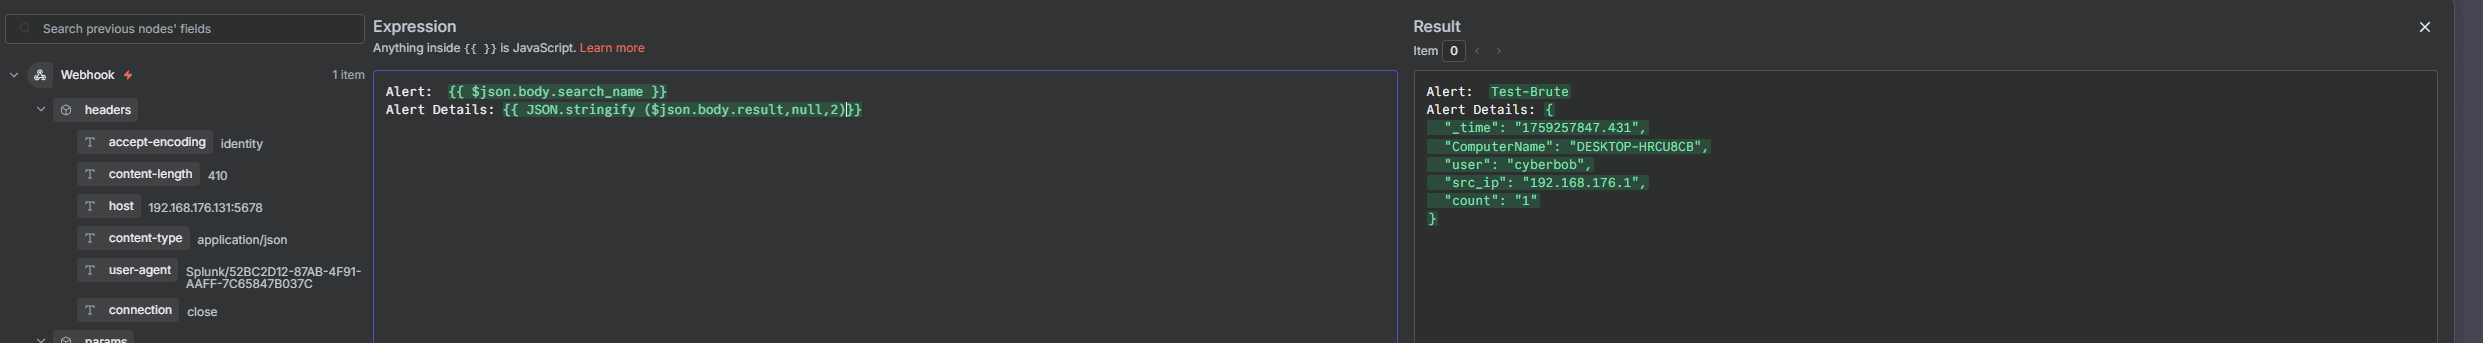 Search previous nodes' fields
Webhook 1 item
headers
accept-encoding identity
content-length 410
host 192.168.176.131:5678
content-type application/json
user-agent Splunk/52BC2D12-87AB-4F91-
AAFF-7C65847B037C
connection close
params
Expression
Anything inside {{ }} is JavaScript. Learn more
Alert:  {{ $json.body.search_name }}
Alert Details: {{ JSON.stringify ($json.body.result,null,2)}}
Result
Item 0
Alert:  Test-Brute
Alert Details: {
  "_time": "1759257847.431",
  "ComputerName": "DESKTOP-HRCU8CB",
  "user": "cyberbob",
  "src_ip": "192.168.176.1",
  "count": "1"
}